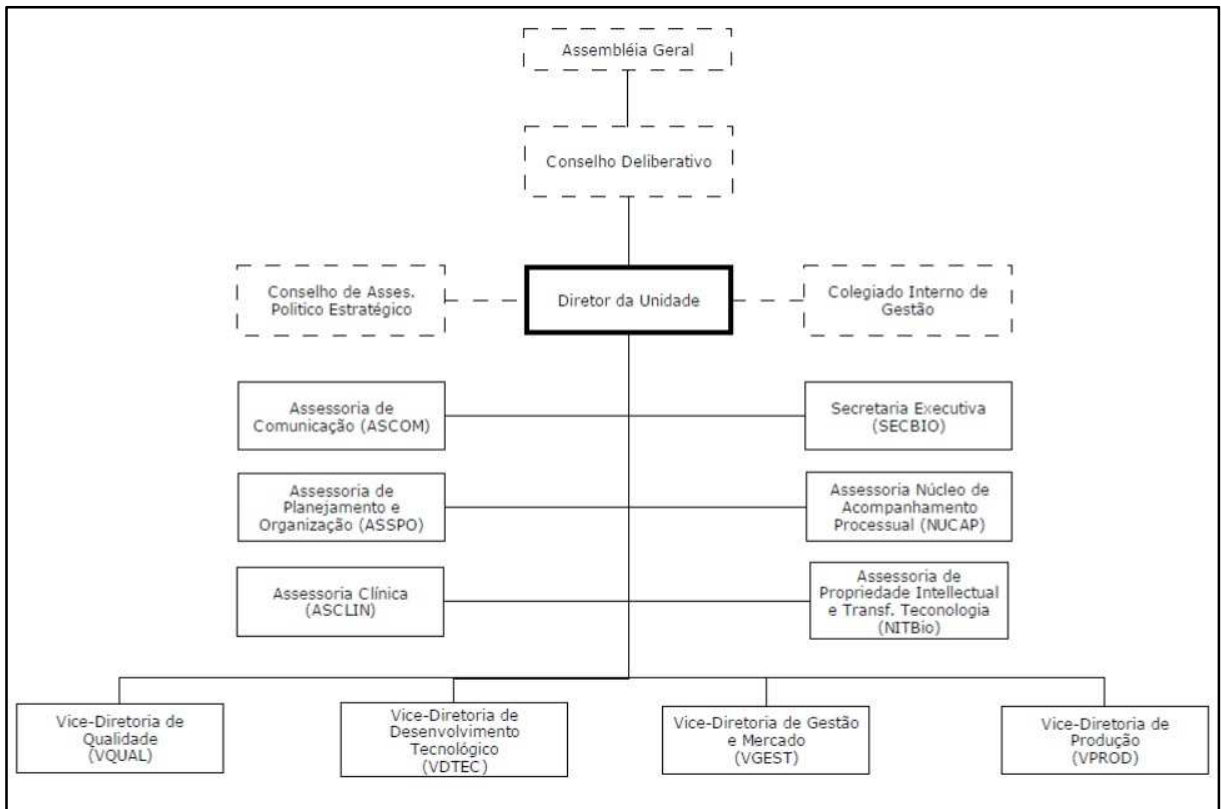 Assembléia Geral
Conselho Deliberativo
Conselho de Asses.
Politico Estratégico
Diretor da Unidade
Colegiado Interno de
Gestão
Assessoria de
Comunicação (ASCOM)
Secretaria Executiva
(SECBIO)
Assessoria de
Planejamento e
Organização (ASSPO)
Assessoria Núcleo de
Acompanhamento
Processual (NUCAP)
Assessoria Clínica
(ASCLIN)
Assessoria de
Propriedade Intellectual
e Transf. Teconologia
(NITBio)
Vice-Diretoria de
Qualidade
(VQUAL)
Vice-Diretoria de
Desenvolvimento
Tecnológico
(VDTEC)
Vice-Diretoria de Gestão
e Mercado
(VGEST)
Vice-Diretoria de
Produção
(VPROD)